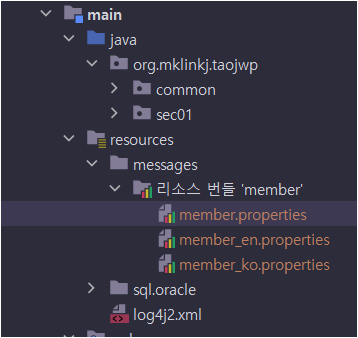 main
java
org.mklinkj.taojwp
common
sec01
resources
messages
리소스 번들 'member'
member.properties
member_en.properties
member_ko.properties
sql.oracle
log4j2.xml